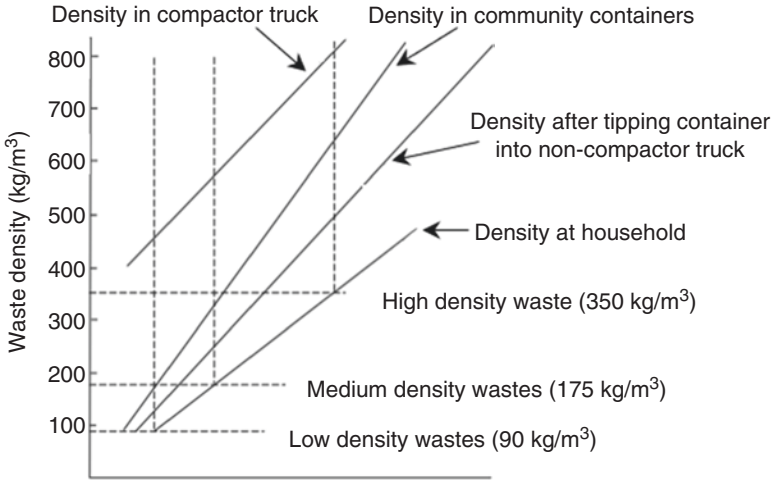 Density in compactor truck
Density in community containers
800
700
600
500
400
300
200
100
Waste density (kg/m³)
Density after tipping container
into non-compactor truck
Density at household
High density waste (350 kg/m³)
Medium density wastes (175 kg/m³)
Low density wastes (90 kg/m³)